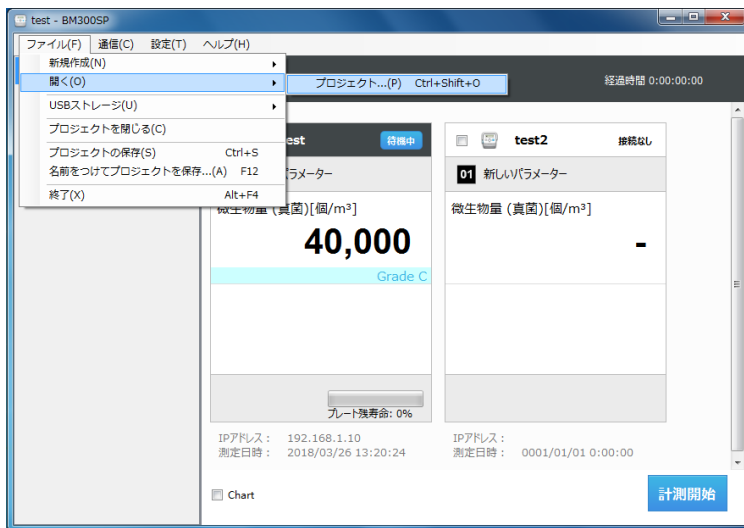 test - BM300SP
ファイル(F) 通信(C) 設定(T) ヘルプ(H)
新規作成(N)
開く(O)
プロジェクト...(P) Ctrl+Shift+O
USBストレージ(U)
プロジェクトを閉じる(C)
プロジェクトの保存(S) Ctrl+S
名前をつけてプロジェクトを保存...(A) F12
終了(X) Alt+F4
経過時間 0:00:00:00
est 待機中
ラメーター
微生物量 (真菌)[個/m³]
40,000
Grade C
プレート残寿命: 0%
IPアドレス : 192.168.1.10
測定日時 : 2018/03/26 13:20:24
test2 接続なし
01 新しいパラメーター
微生物量 (真菌)[個/m³]
-
IPアドレス :
測定日時 : 0001/01/01 0:00:00
Chart
計測開始